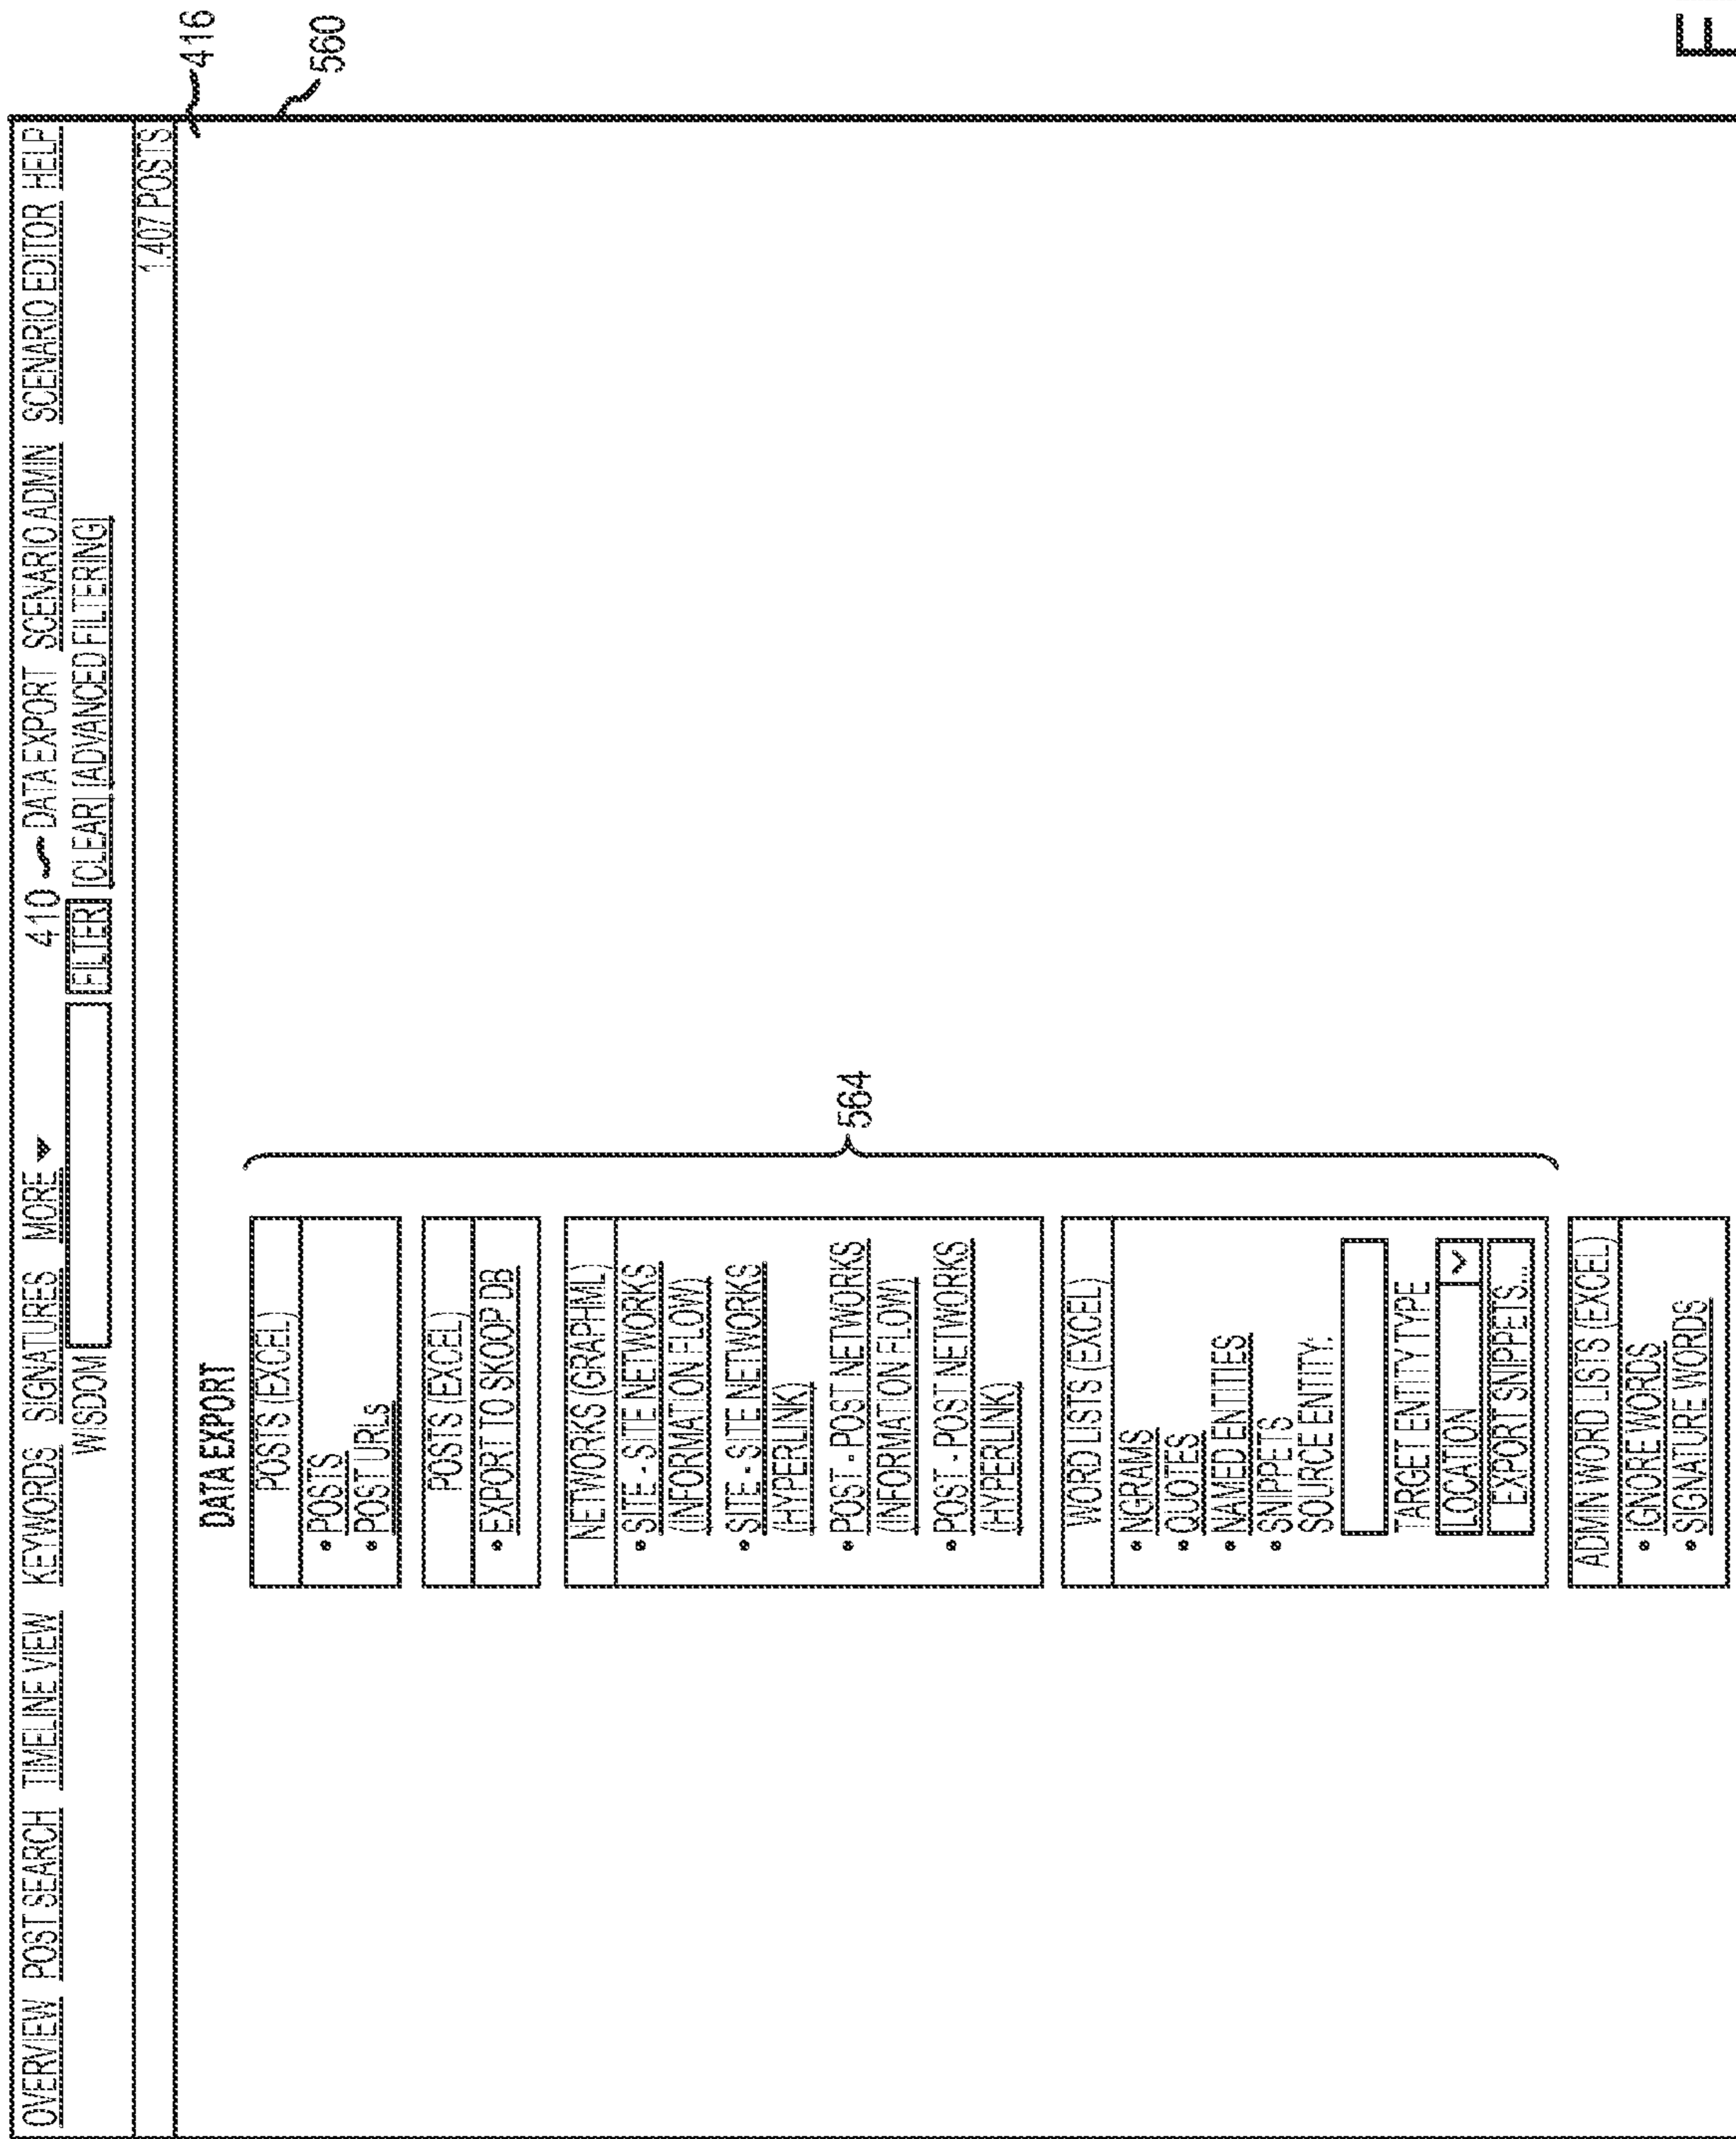 OVERVIEW POST SEARCH TIMELINE VIEW KEYWORDS SIGNATURES MORE ▼ 410 DATA EXPORT SCENARIO ADMIN SCENARIO EDITOR HELP
WISDOM FILTER [CLEAR] [ADVANCED FILTERING]
1,407 POSTS
416
560
DATA EXPORT
POSTS (EXCEL)
• POSTS
• POST URLs
POSTS (EXCEL)
• EXPORT TO SKOOP DB
NETWORKS (GRAPHML)
• SITE - SITE NETWORKS
(INFORMATION FLOW)
• SITE - SITE NETWORKS
(HYPERLINK)
• POST - POST NETWORKS
(INFORMATION FLOW)
• POST - POST NETWORKS
(HYPERLINK)
564
WORD LISTS (EXCEL)
• NGRAMS
• QUOTES
• NAMED ENTITIES
• SNIPPETS
SOURCE ENTITY:
TARGET ENTITY TYPE
LOCATION
EXPORT SNIPPETS...
ADMIN WORD LISTS (EXCEL)
• IGNORE WORDS
• SIGNATURE WORDS
F